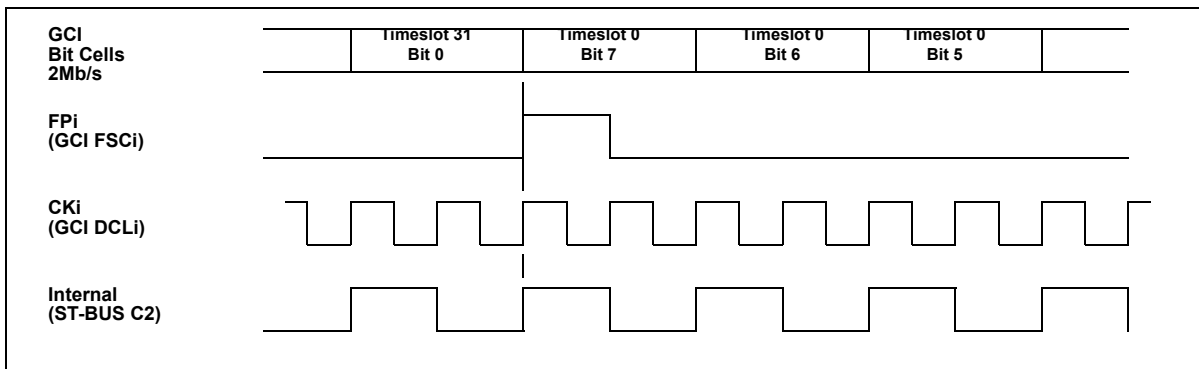 GCI
Bit Cells
2Mb/s
Timeslot 31
Bit 0
Timeslot 0
Bit 7
Timeslot 0
Bit 6
Timeslot 0
Bit 5
FPi
(GCI FSCi)
CKi
(GCI DCLi)
Internal
(ST-BUS C2)